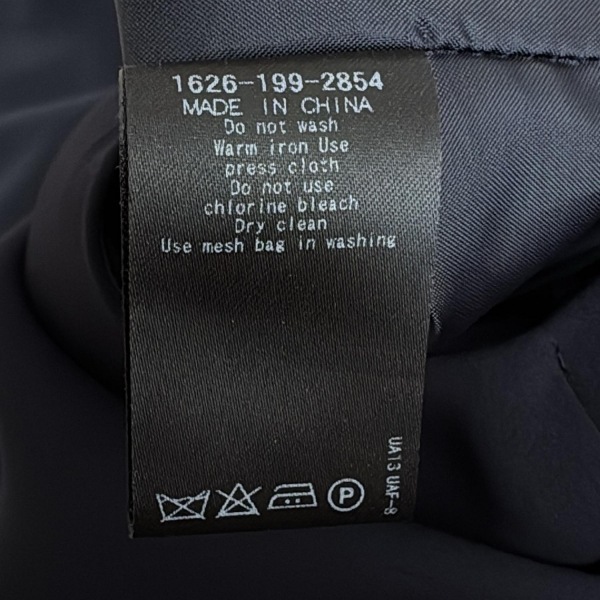 1626-199-2854
MADE IN CHINA
Do not wash
Warm iron Use
press cloth
Do not use
chlorine bleach
Dry clean
Use mesh bag in washing
UA13 UAF-8
P